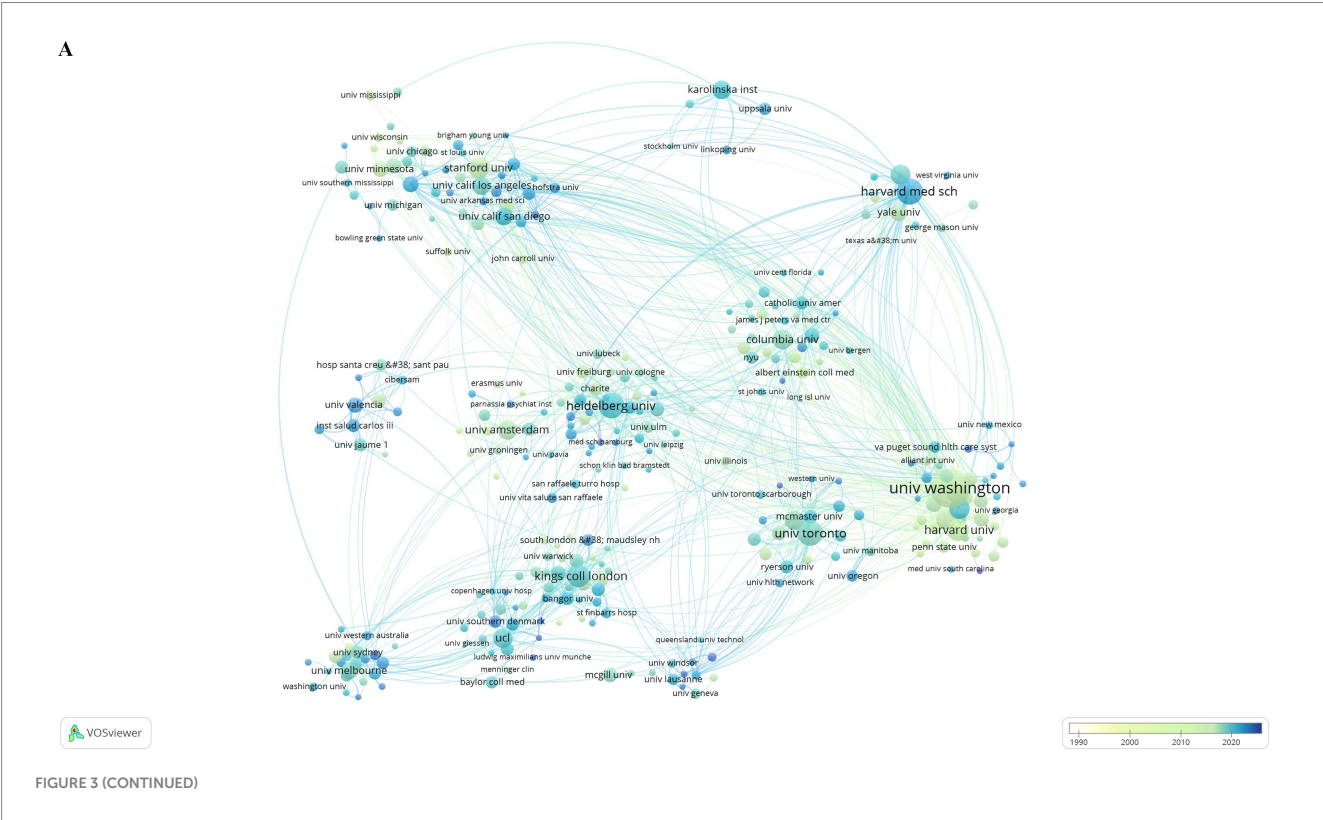 A
karolinska inst
univ mississippi
uppsala univ
univ wisconsin
brigham young univ
stockholm univ
linkoping univ
univ chicago
st louis univ
univ minnesota
stanford univ
west virginia univ
univ southern mississippi
univ calif los angeles
hofstra univ
harvard med sch
univ arkansas med sci
univ michigan
univ calif san diego
yale univ
george mason univ
bowling green state univ
texas a&#38;m univ
suffolk univ
john carroll univ
univ cent florida
catholic univ amer
james j peters va med ctr
columbia univ
univ bergen
nyu
univ lubeck
hosp santa creu &#38; sant pau
univ freiburg
univ cologne
albert einstein coll med
cibersam
erasmus univ
charite
st johns univ
long isl univ
univ valencia
parnassia psychiat inst
heidelberg univ
inst salud carlos iii
univ amsterdam
univ ulm
univ new mexico
univ jaume 1
med sch hamburg
univ leipzig
univ groningen
univ pavia
va puget sound hlth care syst
schon klin bad bramstedt
univ illinois
alliant int univ
san raffaele turro hosp
western univ
univ washington
univ vita salute san raffaele
univ toronto scarborough
univ georgia
mcmaster univ
harvard univ
univ toronto
south london &#38; maudsley nh
penn state univ
univ warwick
univ manitoba
kings coll london
ryerson univ
univ oregon
med univ south carolina
univ hlth network
copenhagen univ hosp
bangor univ
st finbarrs hosp
univ southern denmark
univ western australia
ucl
univ giessen
queensland univ technol
univ sydney
ludwig maximilians univ munche
univ windsor
univ melbourne
menninger clin
mcgill univ
univ lausanne
washington univ
baylor coll med
univ geneva
VOSviewer
1990 2000 2010 2020
FIGURE 3 (CONTINUED)